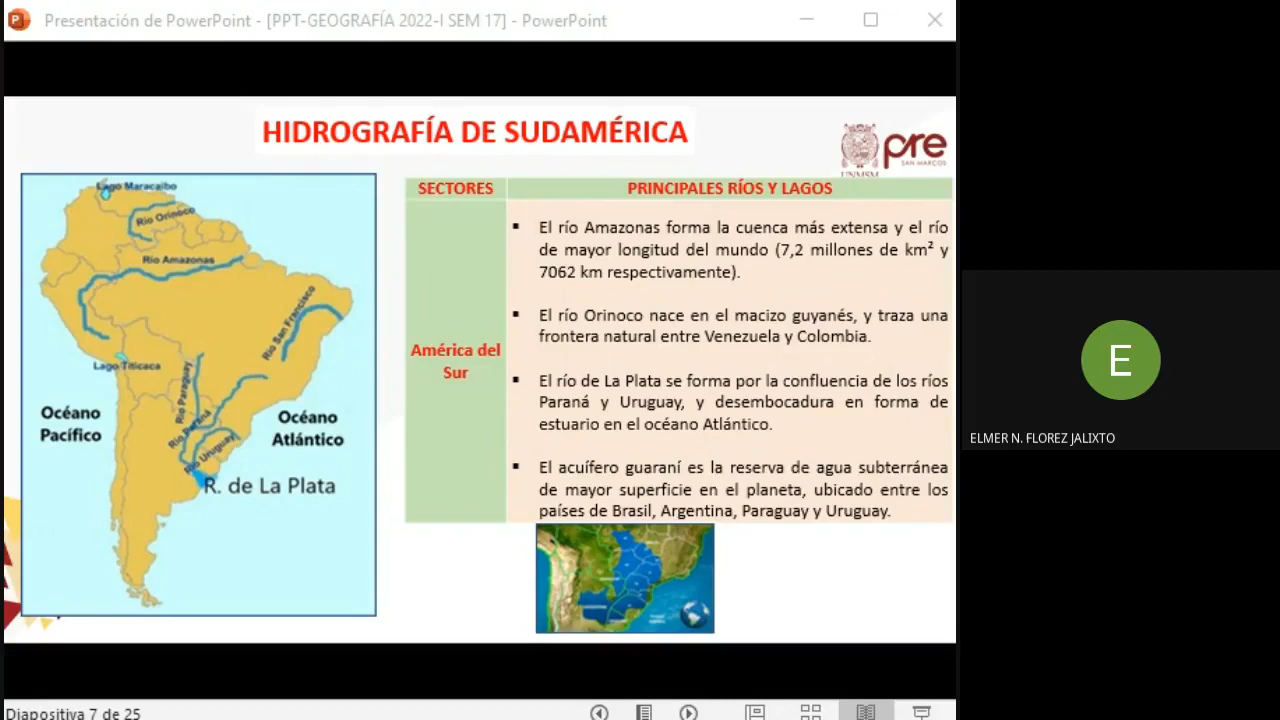 Presentación de PowerPoint - [PPT-GEOGRAFÍA 2022-I SEM 17] - PowerPoint
HIDROGRAFÍA DE SUDAMÉRICA
pre
SAN MARCOS
UNMSM
Lago Maracaibo
Río Orinoco
Río Amazonas
Río San Francisco
Lago Titicaca
Río Paraguay
Río Paraná
Río Uruguay
Océano
Pacífico
Océano
Atlántico
R. de La Plata
SECTORES
PRINCIPALES RÍOS Y LAGOS
América del
Sur
▪ El río Amazonas forma la cuenca más extensa y el río
de mayor longitud del mundo (7,2 millones de km² y
7062 km respectivamente).
▪ El río Orinoco nace en el macizo guyanés, y traza una
frontera natural entre Venezuela y Colombia.
▪ El río de La Plata se forma por la confluencia de los ríos
Paraná y Uruguay, y desembocadura en forma de
estuario en el océano Atlántico.
▪ El acuífero guaraní es la reserva de agua subterránea
de mayor superficie en el planeta, ubicado entre los
países de Brasil, Argentina, Paraguay y Uruguay.
E
ELMER N. FLOREZ JALIXTO
Diapositiva 7 de 25